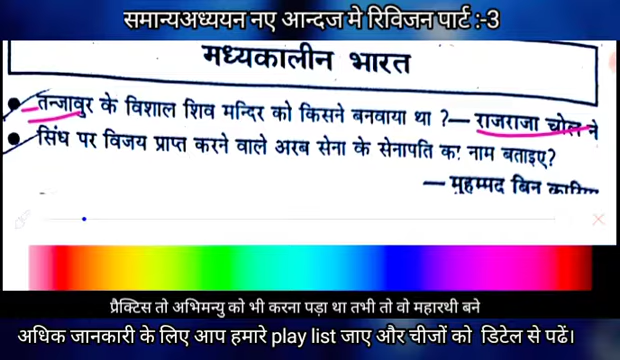 समान्यअध्ययन नए आन्दज मे रिविजन पार्ट :-3
मध्यकालीन भारत
तन्जावुर के विशाल शिव मन्दिर को किसने बनवाया था ?— राजराजा चोल ने
सिंध पर विजय प्राप्त करने वाले अरब सेना के सेनापति का नाम बताइए?
— मुहम्मद बिन
प्रैक्टिस तो अभिमन्यु को भी करना पड़ा था तभी तो वो महारथी बने
अधिक जानकारी के लिए आप हमारे play list जाए और चीजों को डिटेल से पढें।